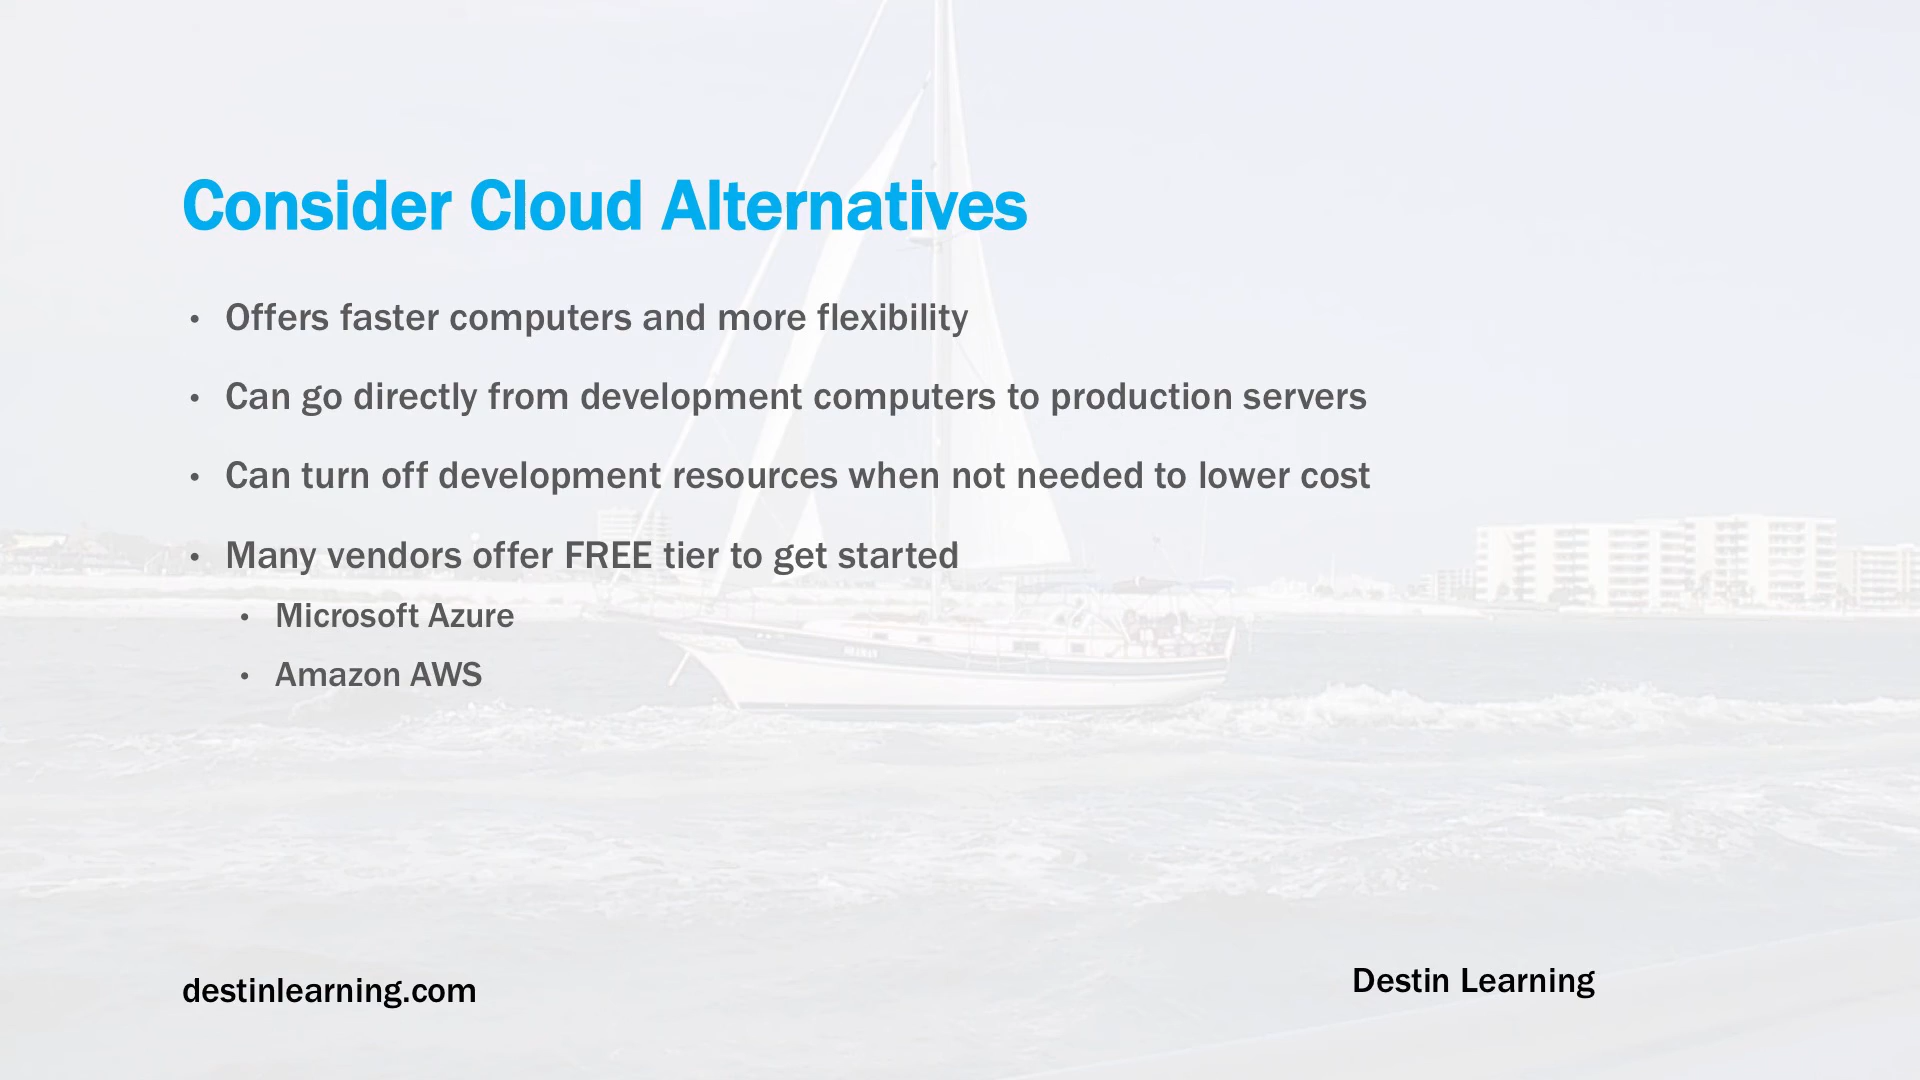 Consider Cloud Alternatives
• Offers faster computers and more flexibility
• Can go directly from development computers to production servers
• Can turn off development resources when not needed to lower cost
• Many vendors offer FREE tier to get started
• Microsoft Azure
• Amazon AWS
destinlearning.com
Destin Learning